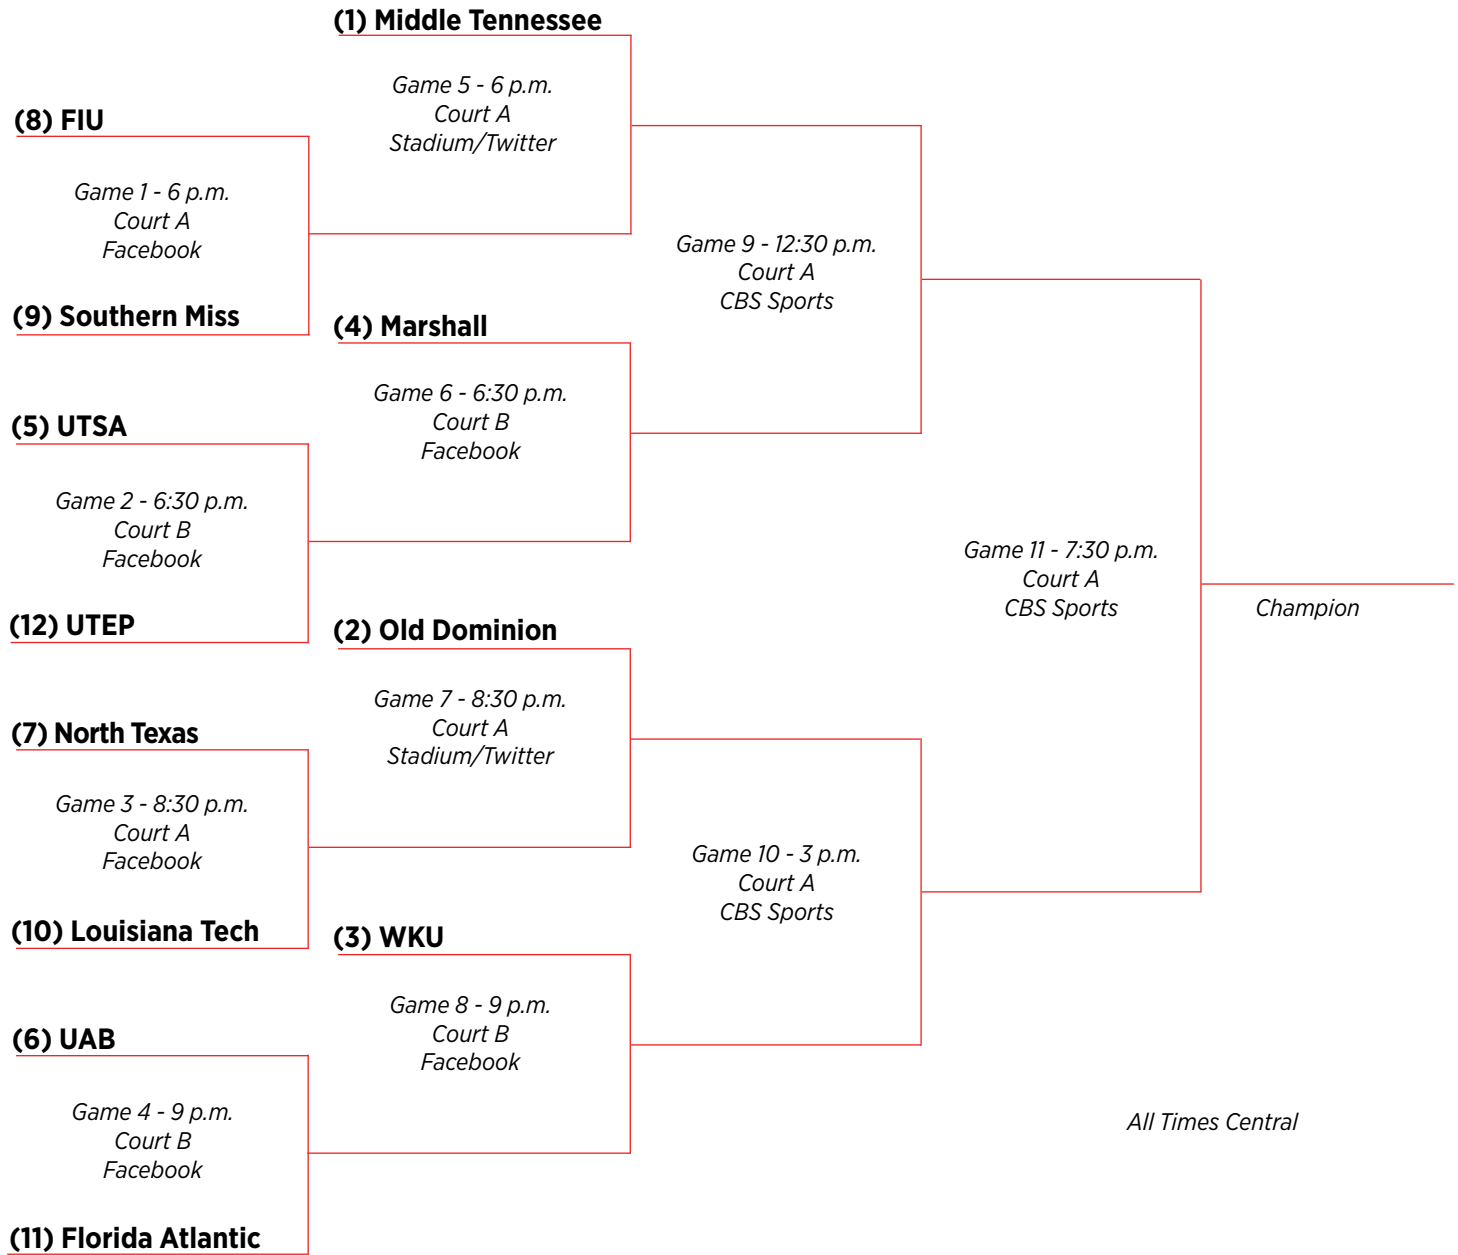 (1) Middle Tennessee
Game 5 - 6 p.m.
Court A
Stadium/Twitter
(8) FIU
Game 1 - 6 p.m.
Court A
Facebook
(9) Southern Miss
Game 9 - 12:30 p.m.
Court A
CBS Sports
(4) Marshall
Game 6 - 6:30 p.m.
Court B
Facebook
(5) UTSA
Game 2 - 6:30 p.m.
Court B
Facebook
(12) UTEP
Game 11 - 7:30 p.m.
Court A
CBS Sports
Champion
(2) Old Dominion
Game 7 - 8:30 p.m.
Court A
Stadium/Twitter
(7) North Texas
Game 3 - 8:30 p.m.
Court A
Facebook
(10) Louisiana Tech
Game 10 - 3 p.m.
Court A
CBS Sports
(3) WKU
Game 8 - 9 p.m.
Court B
Facebook
(6) UAB
Game 4 - 9 p.m.
Court B
Facebook
(11) Florida Atlantic
All Times Central